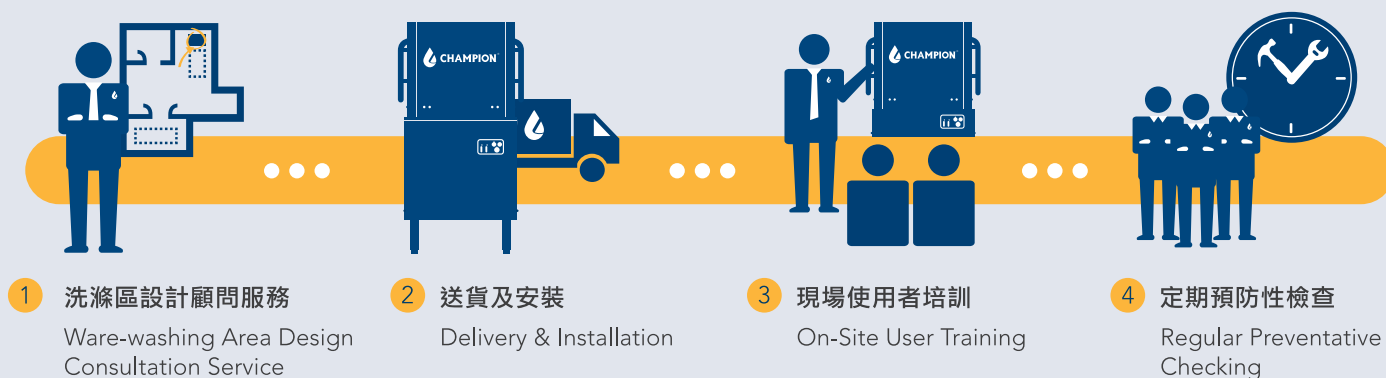 CHAMPION
CHAMPION
1 洗滌區設計顧問服務
Ware-washing Area Design
Consultation Service
2 送貨及安裝
Delivery & Installation
3 現場使用者培訓
On-Site User Training
4 定期預防性檢查
Regular Preventative
Checking